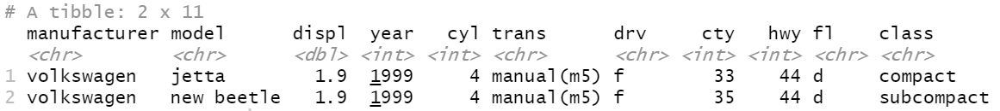 # A tibble: 2 x 11
manufacturer model displ year cyl trans drv cty hwy fl class
<chr> <chr> <dbl> <int> <int> <chr> <chr> <int> <int> <chr> <chr>
1 volkswagen jetta 1.9 1999 4 manual(m5) f 33 44 d compact
2 volkswagen new beetle 1.9 1999 4 manual(m5) f 35 44 d subcompact